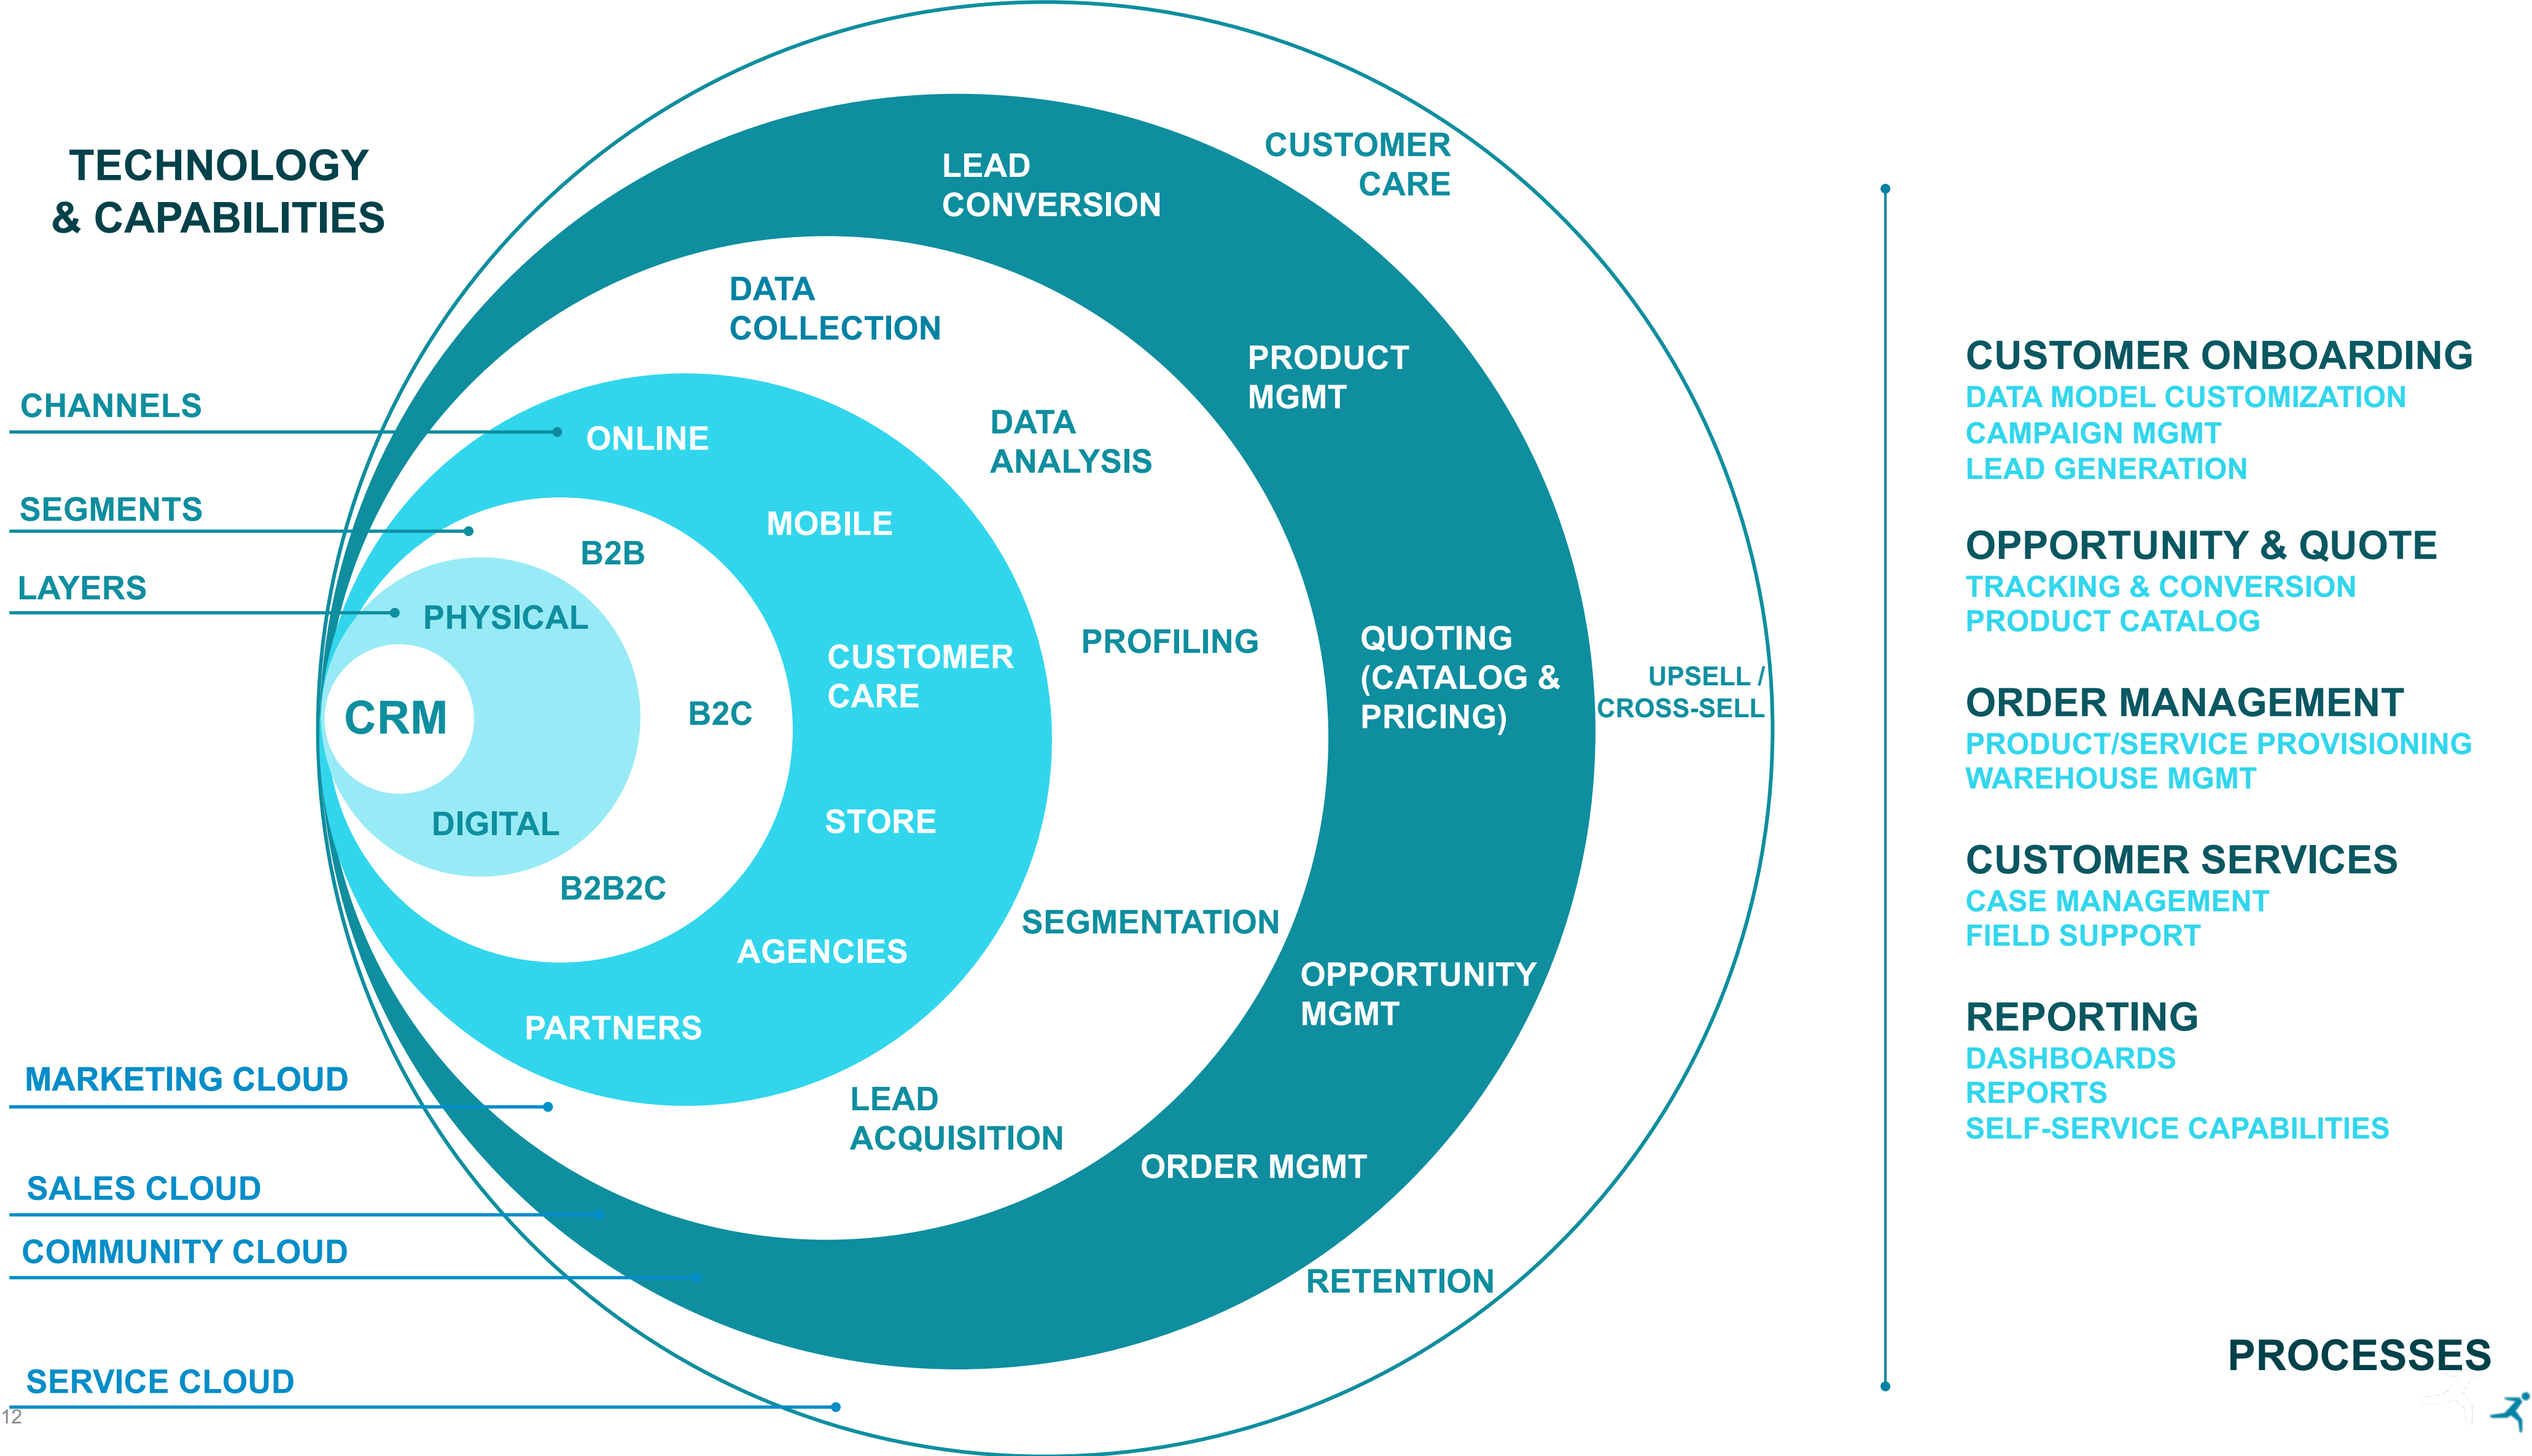 TECHNOLOGY
& CAPABILITIES
CHANNELS
SEGMENTS
LAYERS
MARKETING CLOUD
SALES CLOUD
COMMUNITY CLOUD
SERVICE CLOUD
12
CRM
PHYSICAL
DIGITAL
B2B
B2C
B2B2C
ONLINE
MOBILE
CUSTOMER
CARE
STORE
AGENCIES
PARTNERS
DATA
COLLECTION
DATA
ANALYSIS
PROFILING
SEGMENTATION
LEAD
ACQUISITION
LEAD
CONVERSION
PRODUCT
MGMT
QUOTING
(CATALOG &
PRICING)
OPPORTUNITY
MGMT
ORDER MGMT
CUSTOMER
CARE
UPSELL /
CROSS-SELL
RETENTION
CUSTOMER ONBOARDING
DATA MODEL CUSTOMIZATION
CAMPAIGN MGMT
LEAD GENERATION
OPPORTUNITY & QUOTE
TRACKING & CONVERSION
PRODUCT CATALOG
ORDER MANAGEMENT
PRODUCT/SERVICE PROVISIONING
WAREHOUSE MGMT
CUSTOMER SERVICES
CASE MANAGEMENT
FIELD SUPPORT
REPORTING
DASHBOARDS
REPORTS
SELF-SERVICE CAPABILITIES
PROCESSES